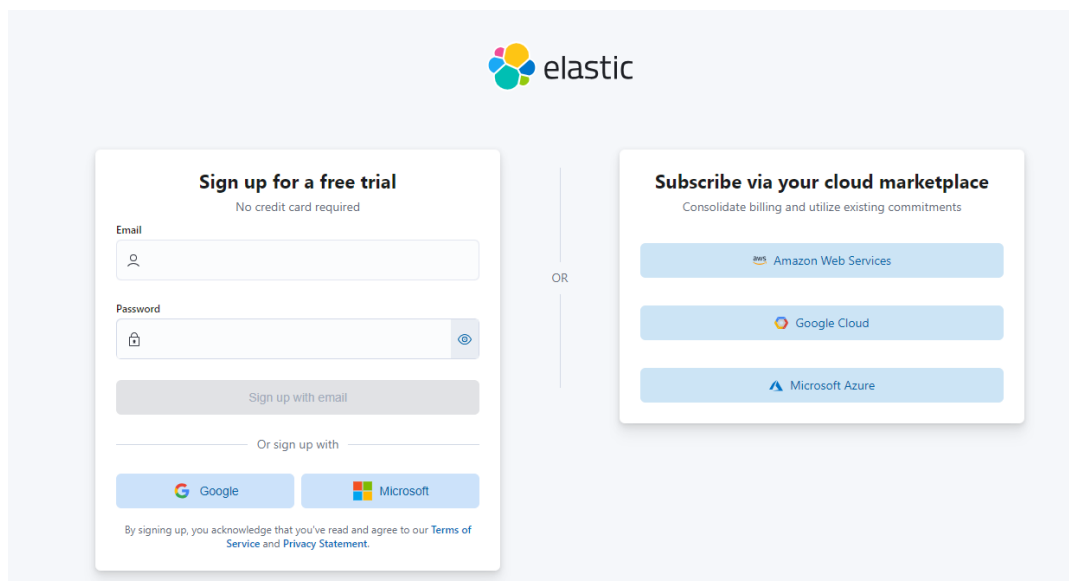 elastic
Sign up for a free trial
No credit card required
Email
Password
Sign up with email
Or sign up with
Google
Microsoft
By signing up, you acknowledge that you've read and agree to our Terms of
Service and Privacy Statement.
OR
Subscribe via your cloud marketplace
Consolidate billing and utilize existing commitments
aws Amazon Web Services
Google Cloud
Microsoft Azure